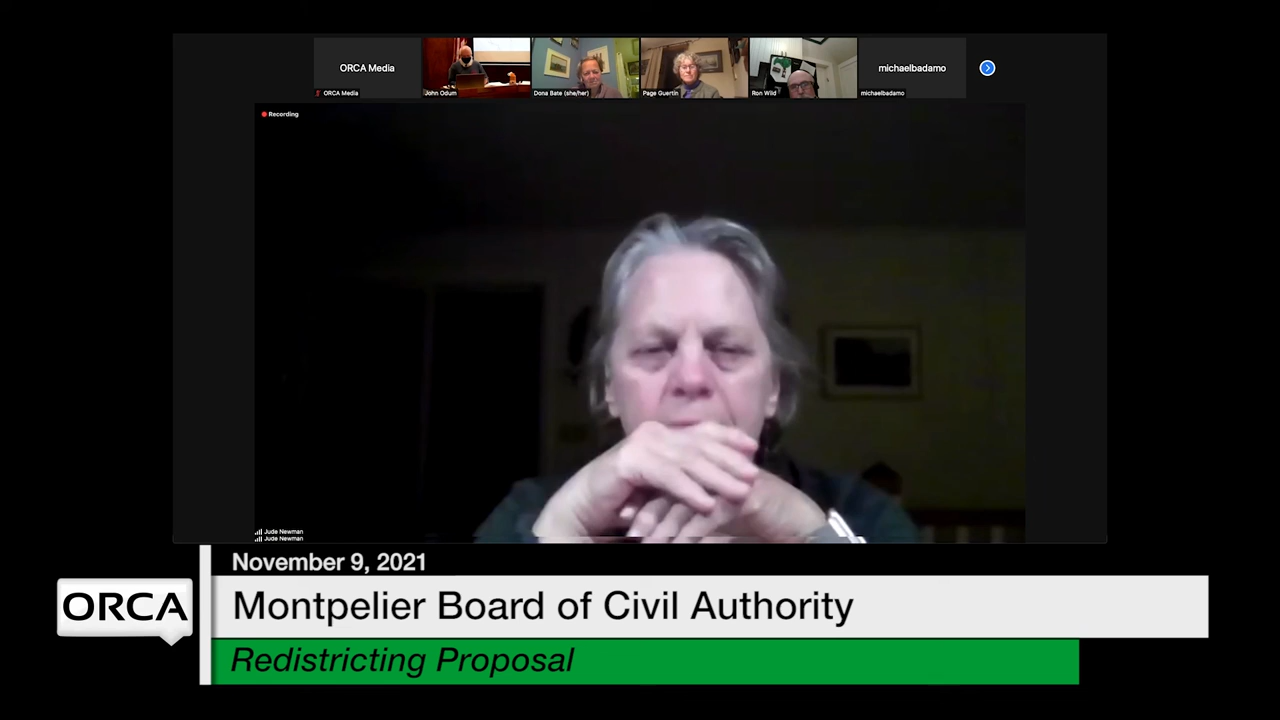 ORCA Media
michaelbadamo
ORCA Media
John Odum
Dona Bate (she/her)
Page Guertin
Ron Wild
michaelbadamo
Recording
Jude Newman
Jude Newman
November 9, 2021
ORCA
Montpelier Board of Civil Authority
Redistricting Proposal